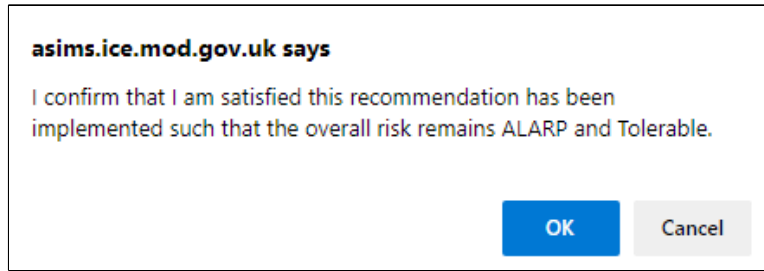 asims.ice.mod.gov.uk says
I confirm that I am satisfied this recommendation has been
implemented such that the overall risk remains ALARP and Tolerable.
OK Cancel